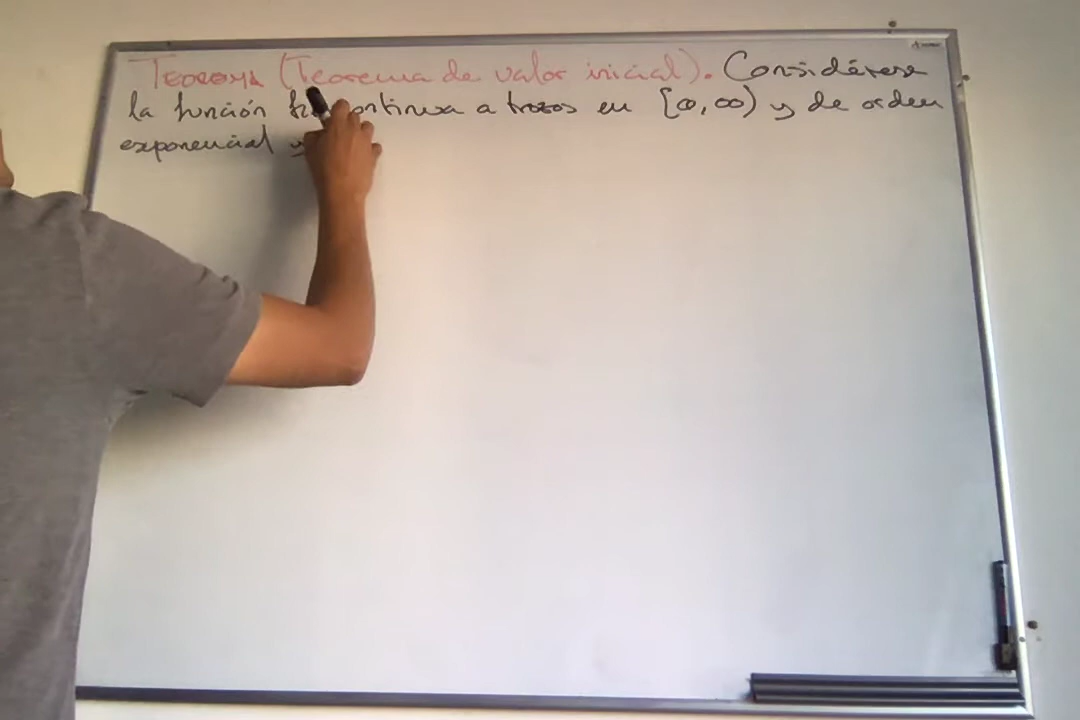 TEOREMA (Teorema de valor inicial). Considérese
la función continua a trozos en [0,∞) y de orden
exponencial